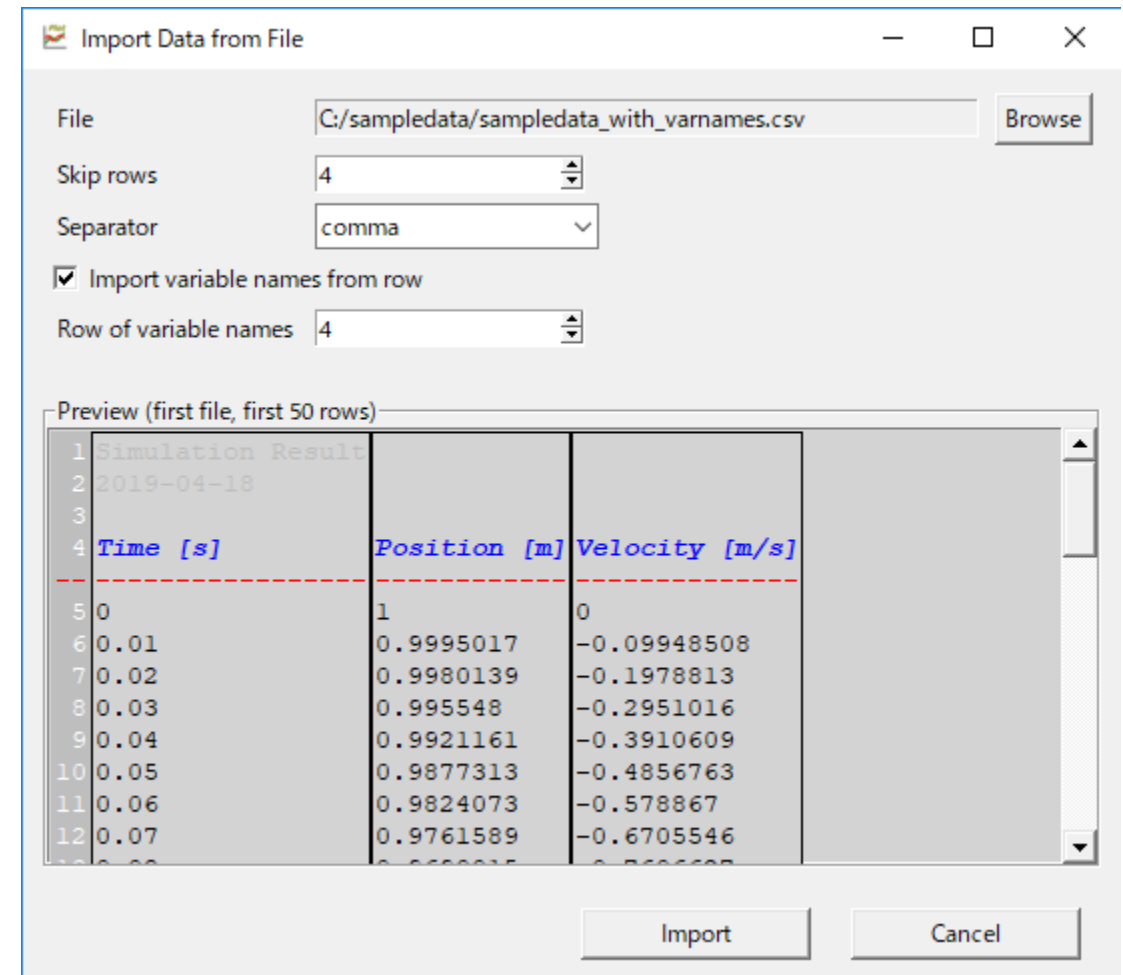 Import Data from File
File C:/sampledata/sampledata_with_varnames.csv Browse
Skip rows 4
Separator comma
Import variable names from row
Row of variable names 4
Preview (first file, first 50 rows)
1 Simulation Result
2 2019-04-18
3
4 Time [s] Position [m] Velocity [m/s]
5 0 1 0
6 0.01 0.9995017 -0.09948508
7 0.02 0.9980139 -0.1978813
8 0.03 0.995548 -0.2951016
9 0.04 0.9921161 -0.3910609
10 0.05 0.9877313 -0.4856763
11 0.06 0.9824073 -0.578867
12 0.07 0.9761589 -0.6705546
Import Cancel